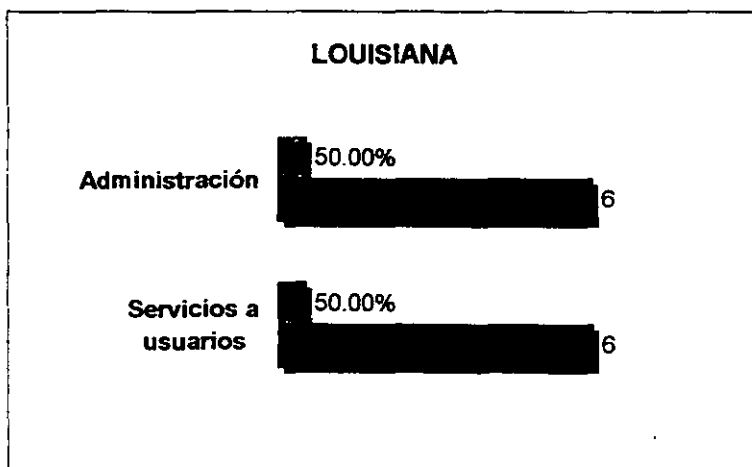 LOUISIANA
50.00%
Administración
6
50.00%
Servicios a
usuarios
6